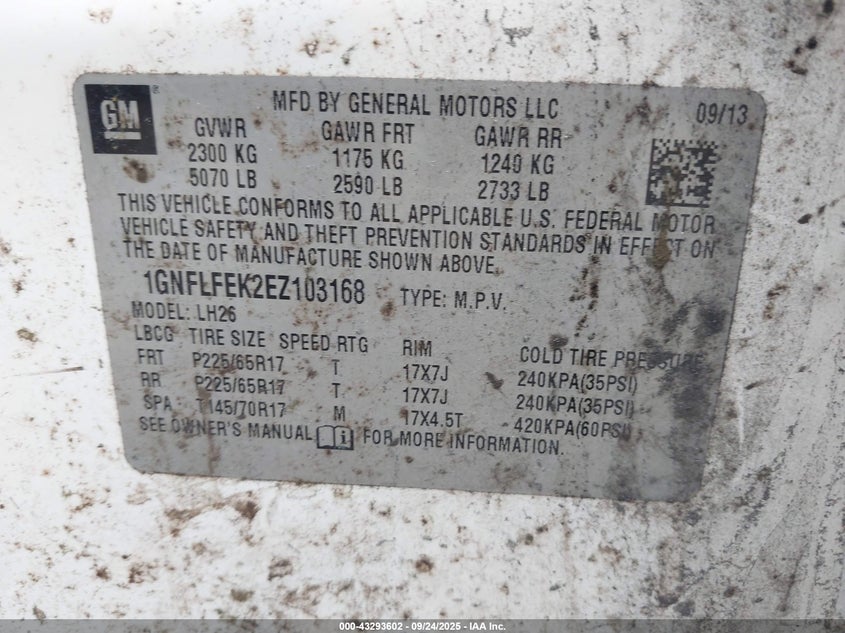 GM ®
MFD BY GENERAL MOTORS LLC 09/13
GVWR GAWR FRT GAWR RR
2300 KG 1175 KG 1240 KG
5070 LB 2590 LB 2733 LB
THIS VEHICLE CONFORMS TO ALL APPLICABLE U.S. FEDERAL MOTOR
VEHICLE SAFETY AND THEFT PREVENTION STANDARDS IN EFFECT ON
THE DATE OF MANUFACTURE SHOWN ABOVE.
1GNFLFEK2EZ103168 TYPE: M.P.V.
MODEL: LH26
LBCG TIRE SIZE SPEED RTG RIM COLD TIRE PRESSURE
FRT P225/65R17 T 17X7J 240KPA(35PSI)
RR P225/65R17 T 17X7J 240KPA(35PSI)
SPA T145/70R17 M 17X4.5T 420KPA(60PSI)
SEE OWNER'S MANUAL i FOR MORE INFORMATION.
000-43293602 - 09/24/2025 - IAA Inc.